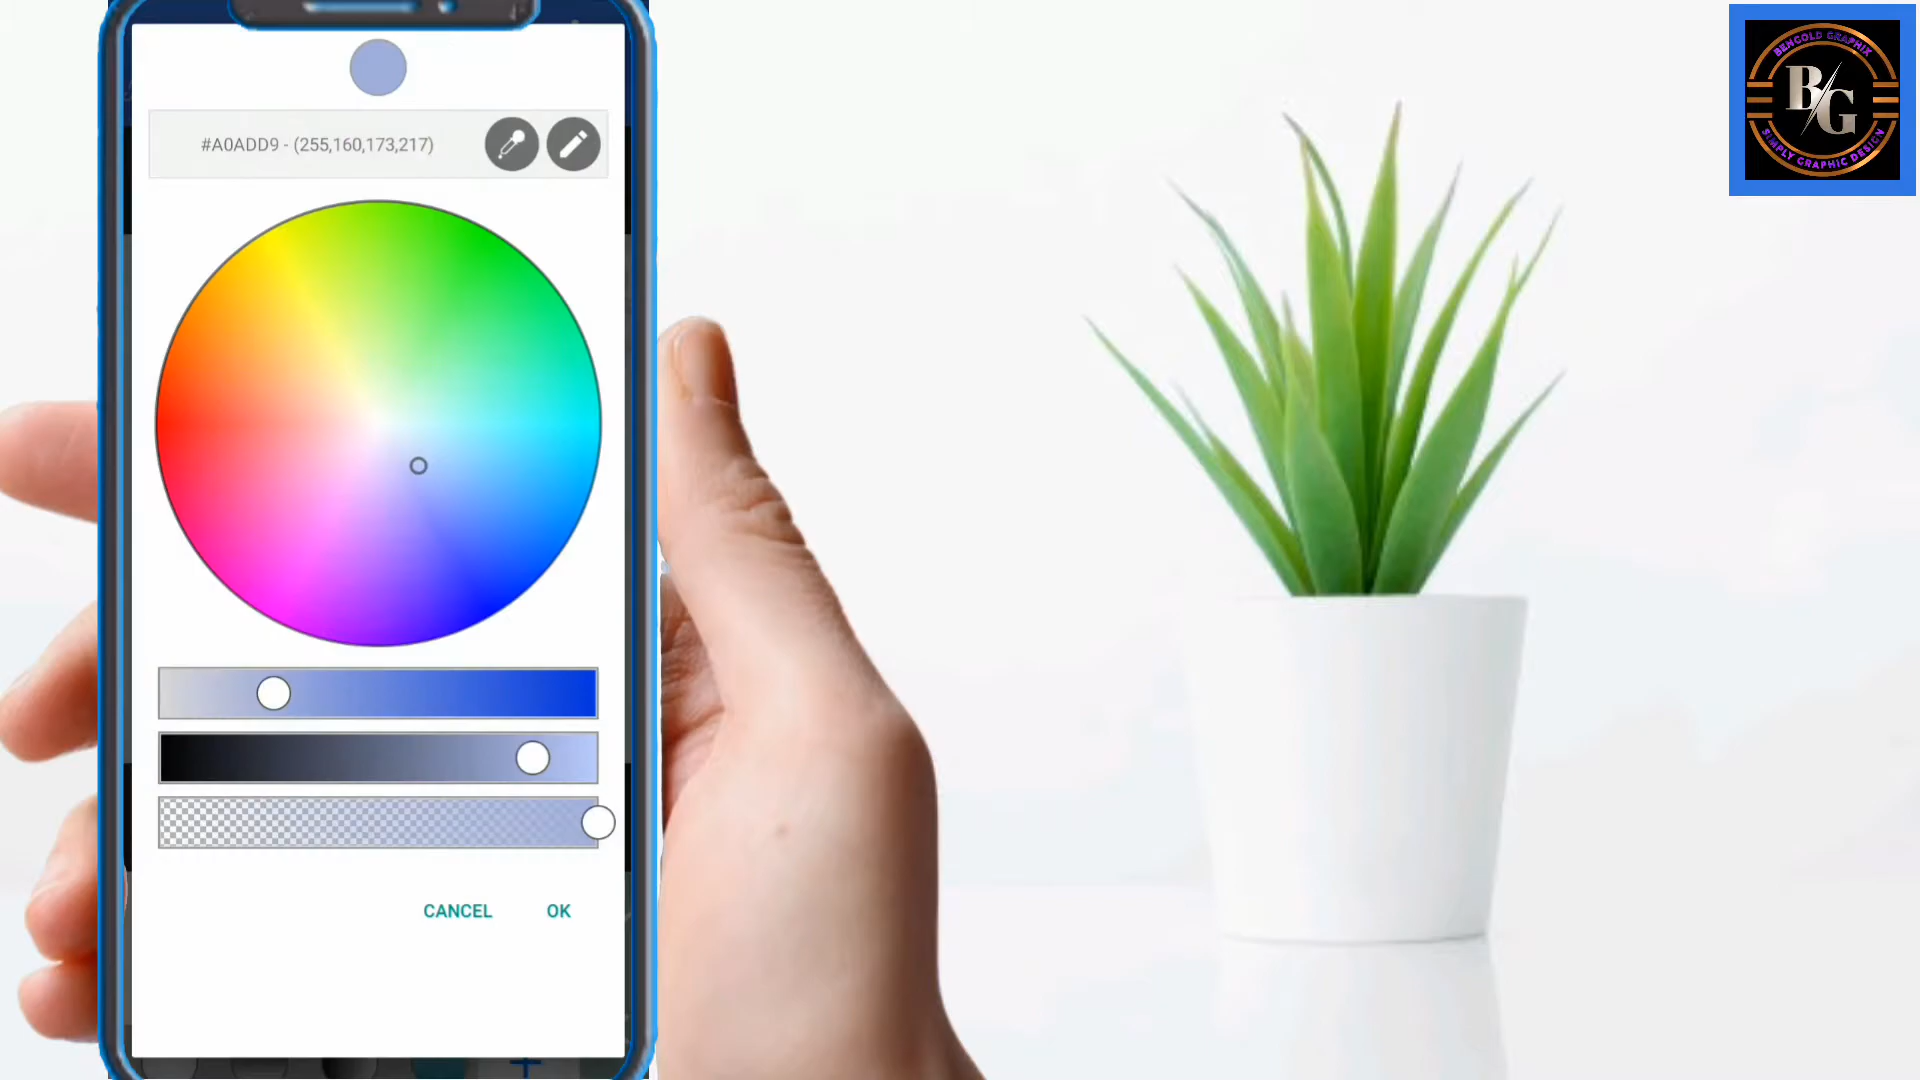 #A0ADD9 - (255,160,173,217)
CANCEL OK
BENGOLD GRAPHIX
B/G
SIMPLY GRAPHIC DESIGN